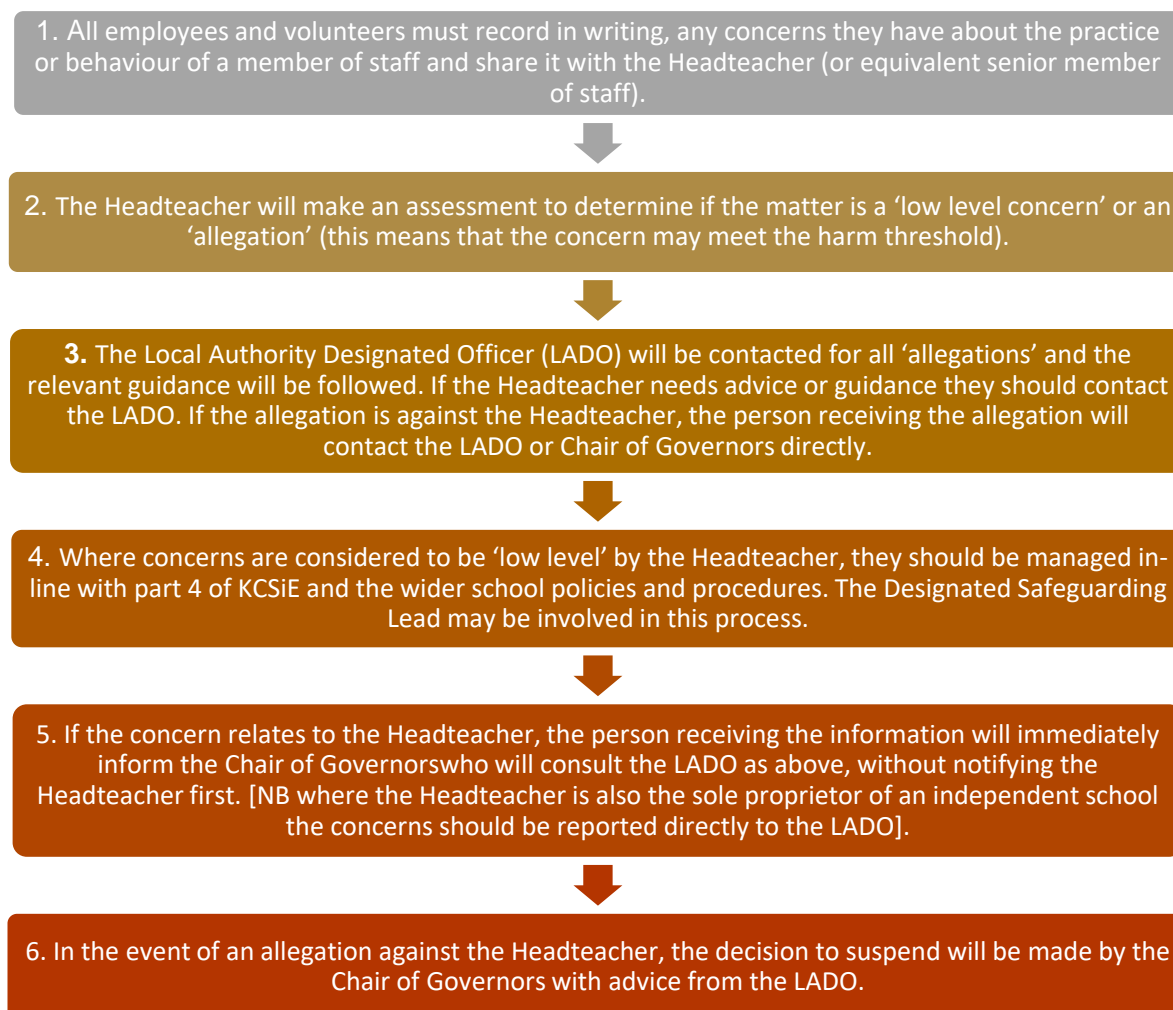 1. All employees and volunteers must record in writing, any concerns they have about the practice
or behaviour of a member of staff and share it with the Headteacher (or equivalent senior member
of staff).
2. The Headteacher will make an assessment to determine if the matter is a ‘low level concern’ or an
‘allegation’ (this means that the concern may meet the harm threshold).
3. The Local Authority Designated Officer (LADO) will be contacted for all ‘allegations’ and the
relevant guidance will be followed. If the Headteacher needs advice or guidance they should contact
the LADO. If the allegation is against the Headteacher, the person receiving the allegation will
contact the LADO or Chair of Governors directly.
4. Where concerns are considered to be ‘low level’ by the Headteacher, they should be managed in-
line with part 4 of KCSiE and the wider school policies and procedures. The Designated Safeguarding
Lead may be involved in this process.
5. If the concern relates to the Headteacher, the person receiving the information will immediately
inform the Chair of Governorswho will consult the LADO as above, without notifying the
Headteacher first. [NB where the Headteacher is also the sole proprietor of an independent school
the concerns should be reported directly to the LADO].
6. In the event of an allegation against the Headteacher, the decision to suspend will be made by the
Chair of Governors with advice from the LADO.